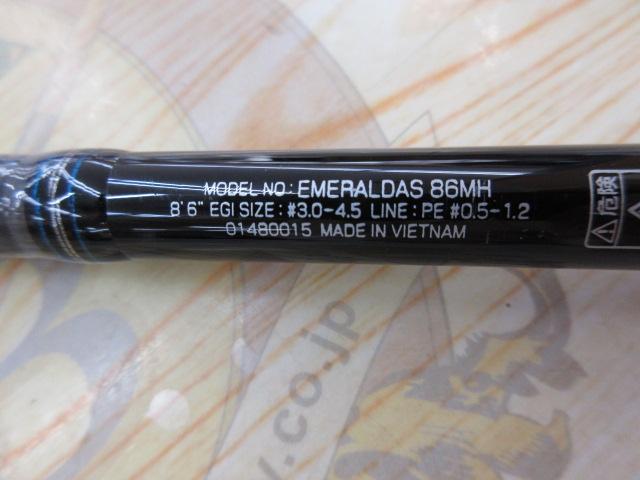 MODEL NO : EMERALDAS 86MH
8'6" EGI SIZE : #3.0-4.5 LINE : PE #0.5-1.2
01480015 MADE IN VIETNAM
危険
.co.jp